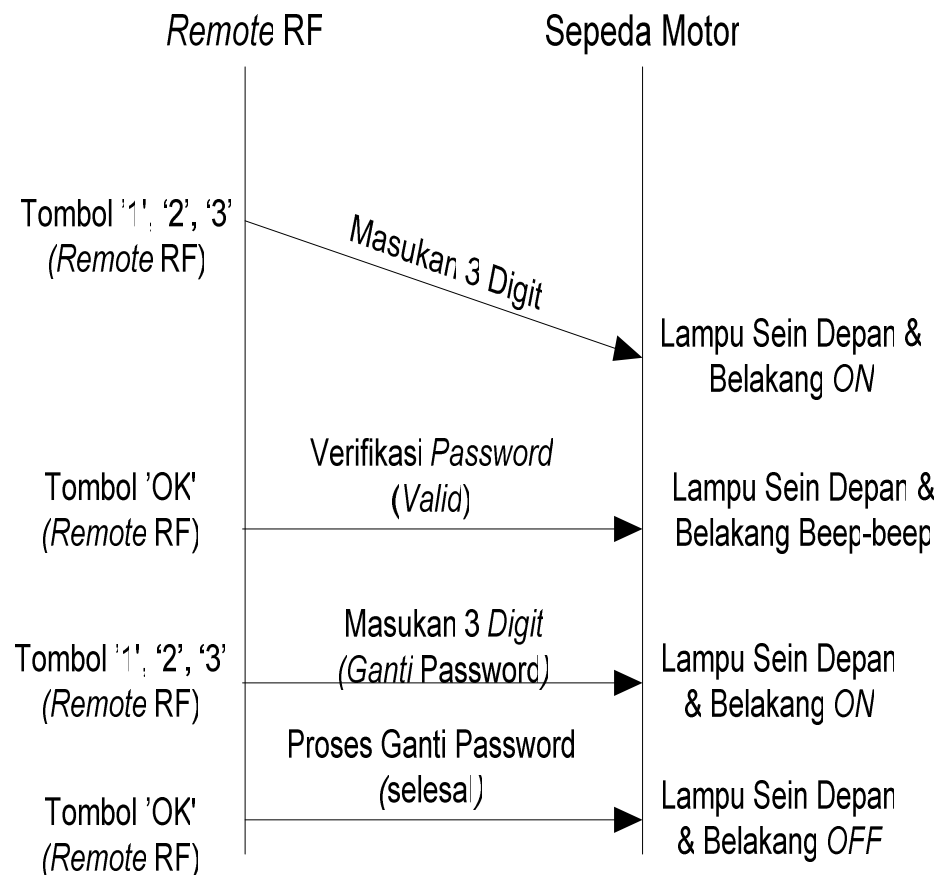 Remote RF
Sepeda Motor
Tombol '1', '2', '3'
(Remote RF)
Masukan 3 Digit
Lampu Sein Depan &
Belakang ON
Verifikasi Password
(Valid)
Tombol 'OK'
(Remote RF)
Lampu Sein Depan &
Belakang Beep-beep
Masukan 3 Digit
(Ganti Password)
Tombol '1', '2', '3'
(Remote RF)
Lampu Sein Depan
& Belakang ON
Proses Ganti Password
(selesai)
Tombol 'OK'
(Remote RF)
Lampu Sein Depan
& Belakang OFF